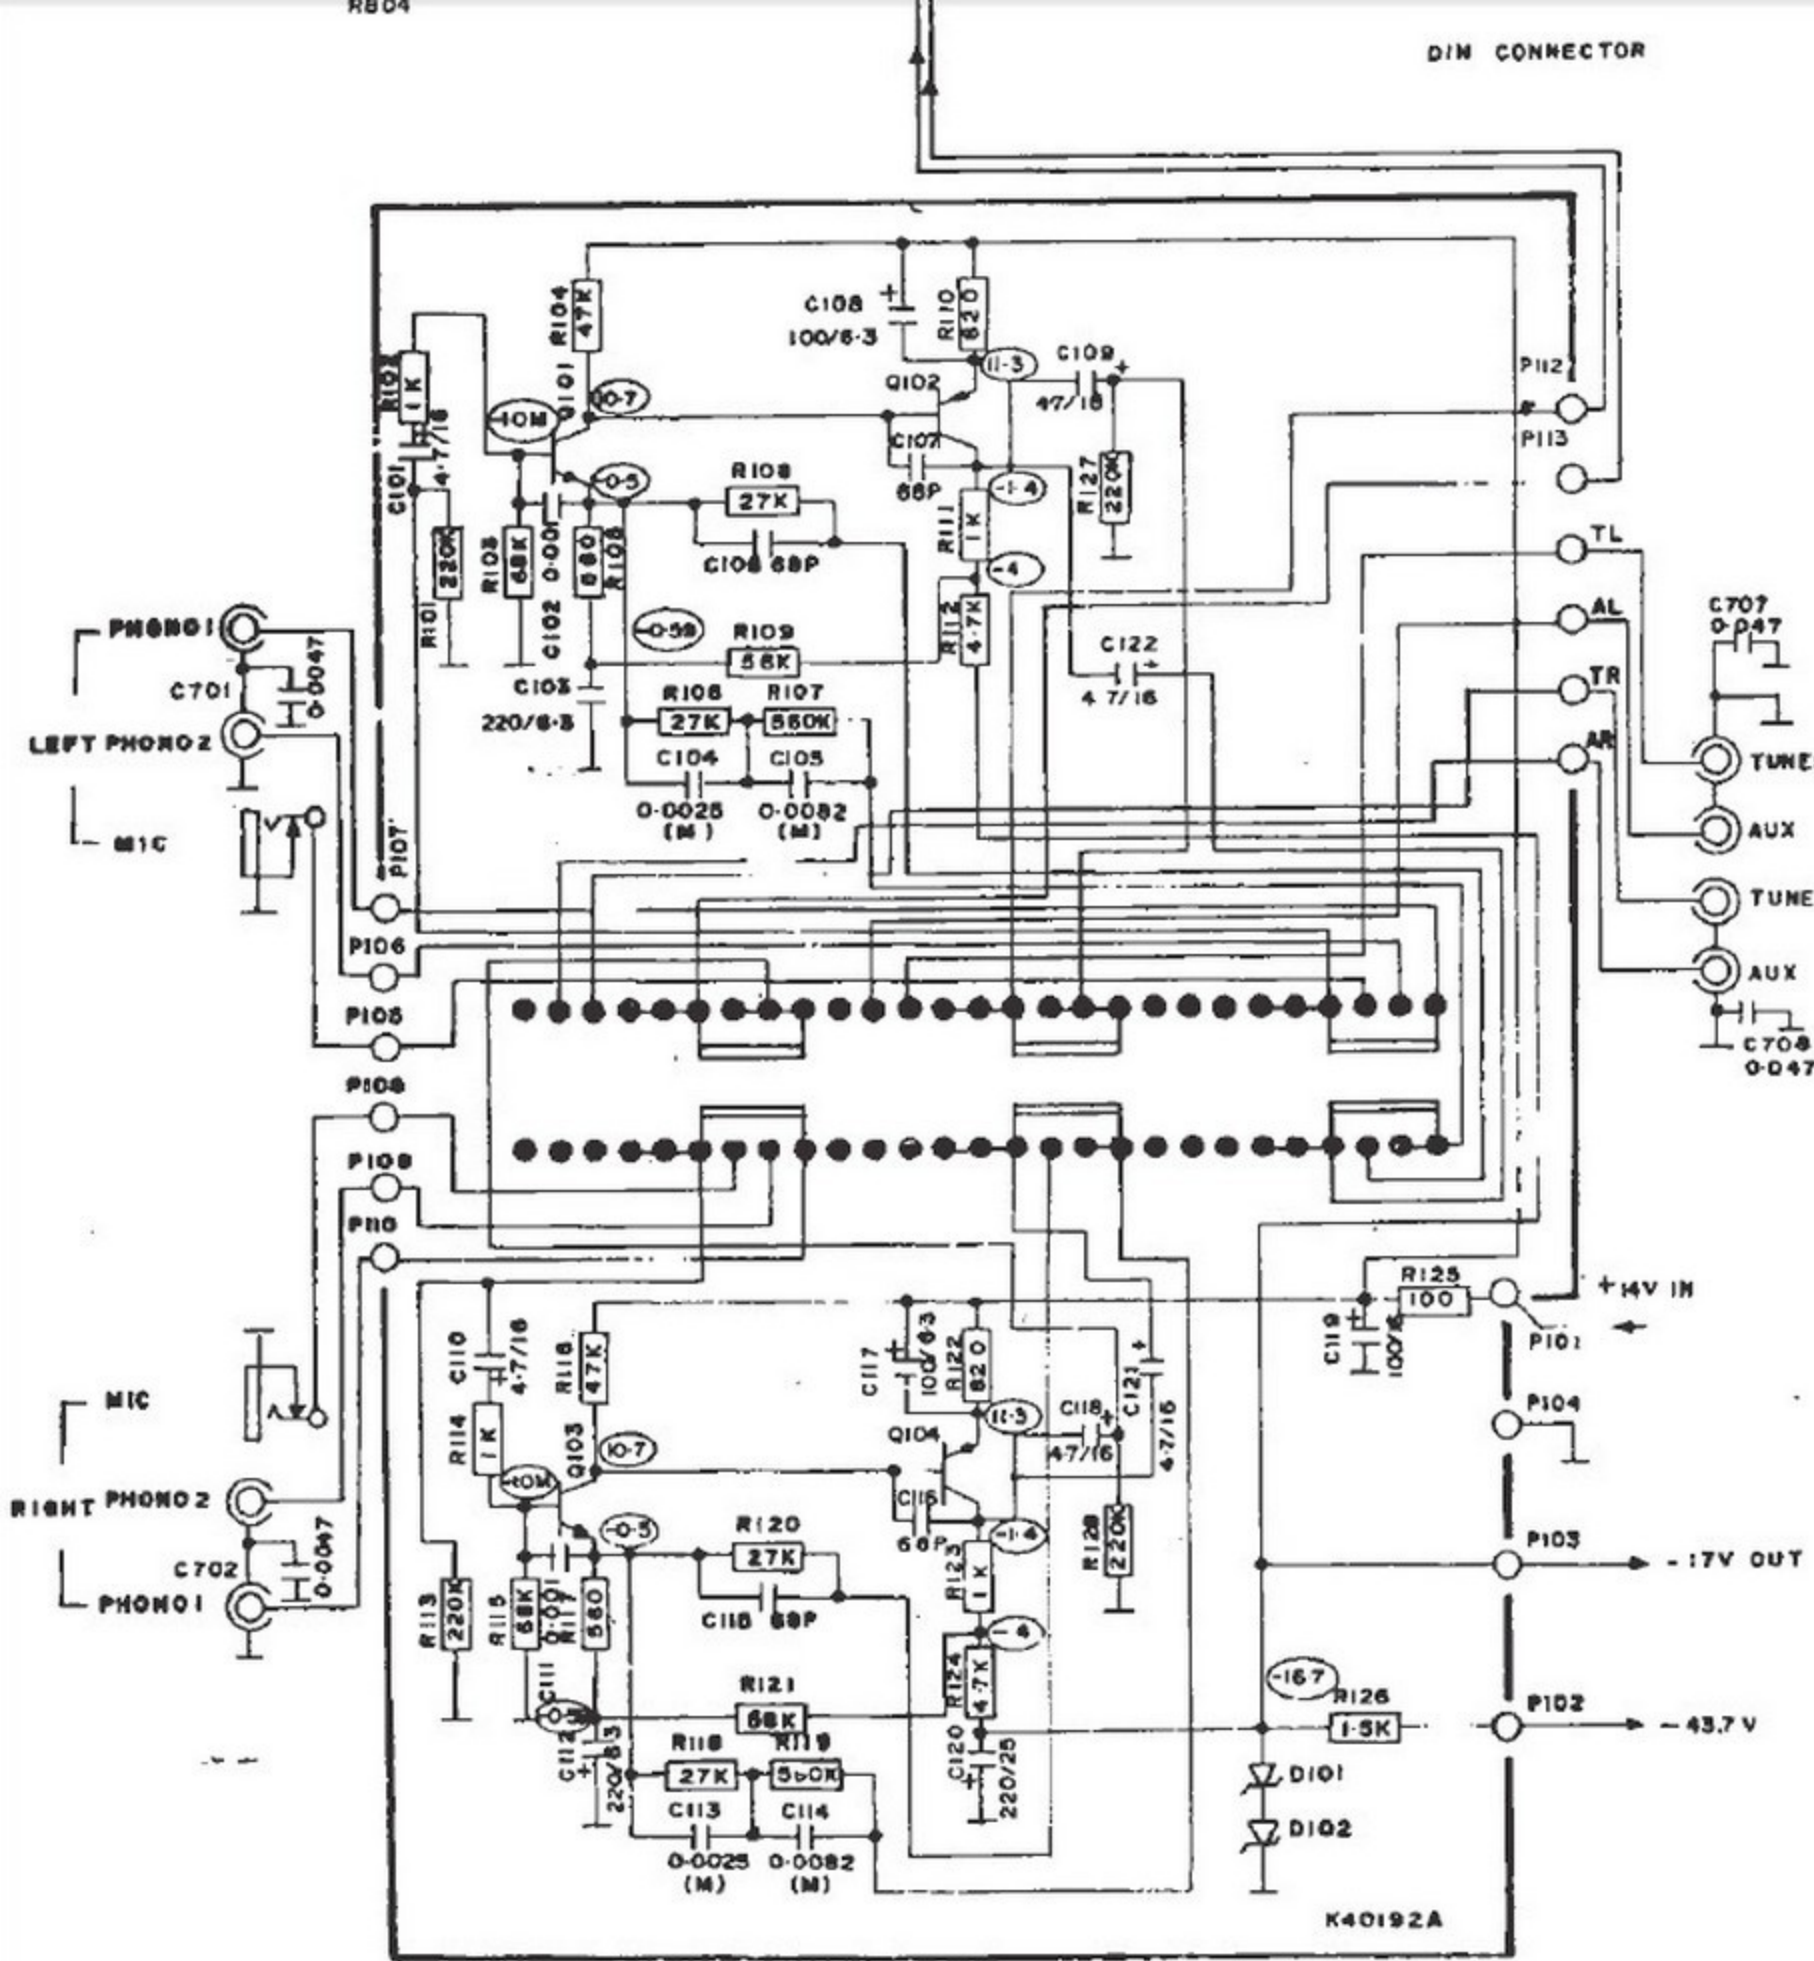 R804
DIN CONNECTOR
R104
47K
C108
100/6.3
R110
820
11-3
C109
47/16
P112
R102
1K
Q101
10-7
Q102
-10M
P113
C101
4.7/16
C107
68P
-1-4
R127
220K
-0-5
R108
27K
R111
1K
TL
R101
220K
R103
68K
0.001
C102
680
R105
68P
-4
AL
C707
0.047
PHONO1
0.0047
R109
56K
R112
4.7K
C122
4 7/16
TR
C701
C103
220/6.3
R106
27K
R107
560K
LEFT PHONO2
AR
TUNE
C104
C105
0.0025
(M)
0.0082
(M)
MIC
P107
AUX
TUNE
P106
AUX
P105
C708
0.047
P108
P109
P110
R125
100
+14V IN
P101
C110
4.7/16
R116
47K
C117
100/6.3
R122
820
C121
4.7/16
C119
100/16
MIC
R114
1K
Q103
10-7
Q104
11-3
C118
4.7/16
P104
-10M
RIGHT PHONO2
C116
68P
-1-4
R128
220K
-0-5
R120
27K
P103
-17V OUT
C702
0.0047
R123
1K
PHONO1
R113
220K
R115
68K
0.001
R117
560
C115 68P
-4
C111
R121
68K
R124
4.7K
-16-7
R126
1.5K
P102
-43.7 V
C112
220/6.3
R118
27K
R119
560K
C120
220/25
D101
C113
C114
D102
0.0025
(M)
0.0082
(M)
K40192A